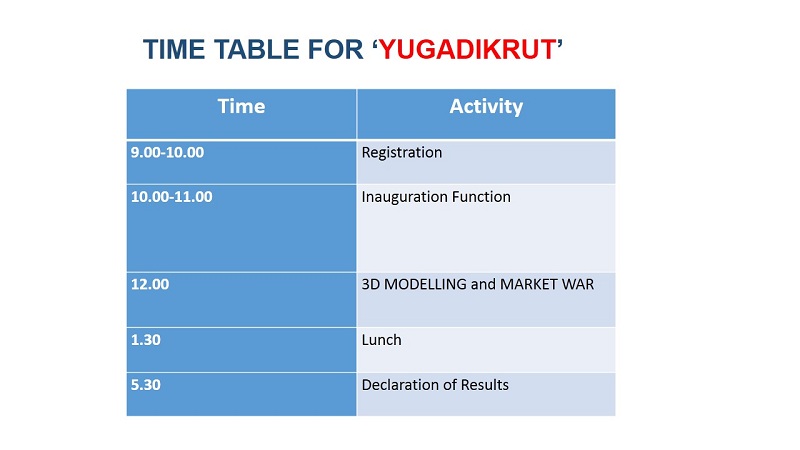 TIME TABLE FOR ‘YUGADIKRUT’
Time Activity
9.00-10.00 Registration
10.00-11.00 Inauguration Function
12.00 3D MODELLING and MARKET WAR
1.30 Lunch
5.30 Declaration of Results